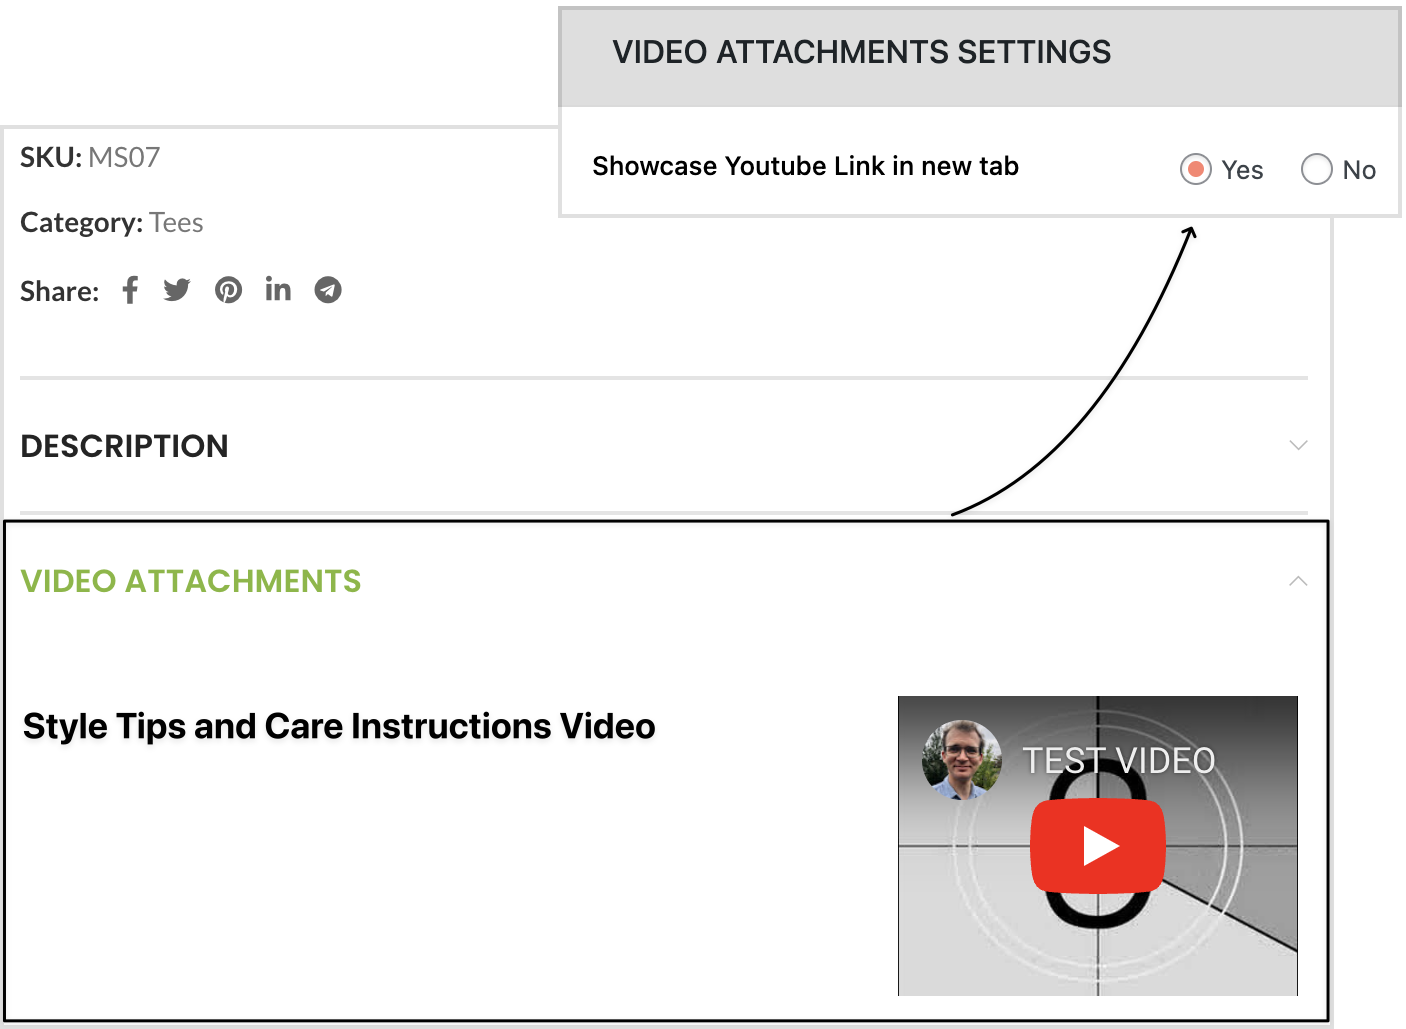 VIDEO ATTACHMENTS SETTINGS
Showcase Youtube Link in new tab Yes No
SKU: MS07
Category: Tees
Share:
DESCRIPTION
VIDEO ATTACHMENTS
Style Tips and Care Instructions Video
TEST VIDEO
8